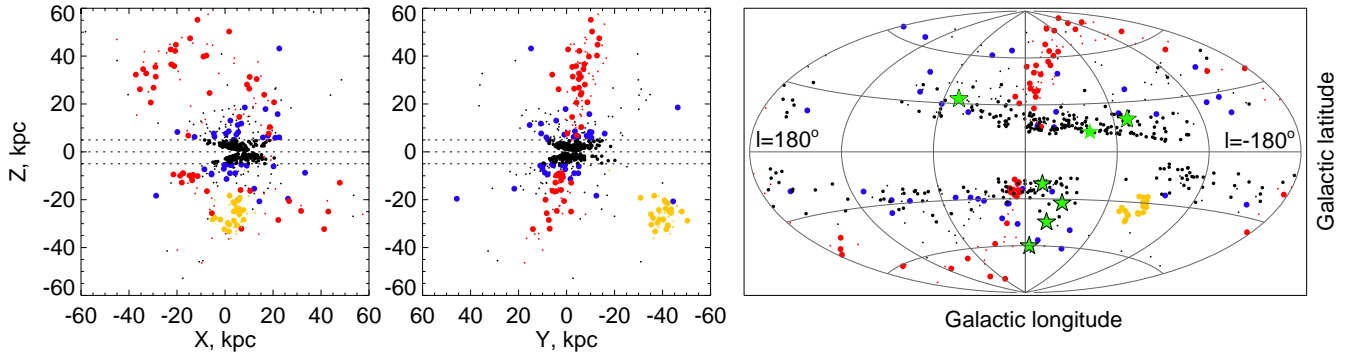 60
40
20
0
-20
-40
-60
Z, kpc
-60 -40 -20 0 20 40 60
X, kpc
60
40
20
0
-20
-40
-60
60 40 20 0 -20 -40 -60
Y, kpc
l=180°
l=-180°
Galactic longitude
Galactic latitude